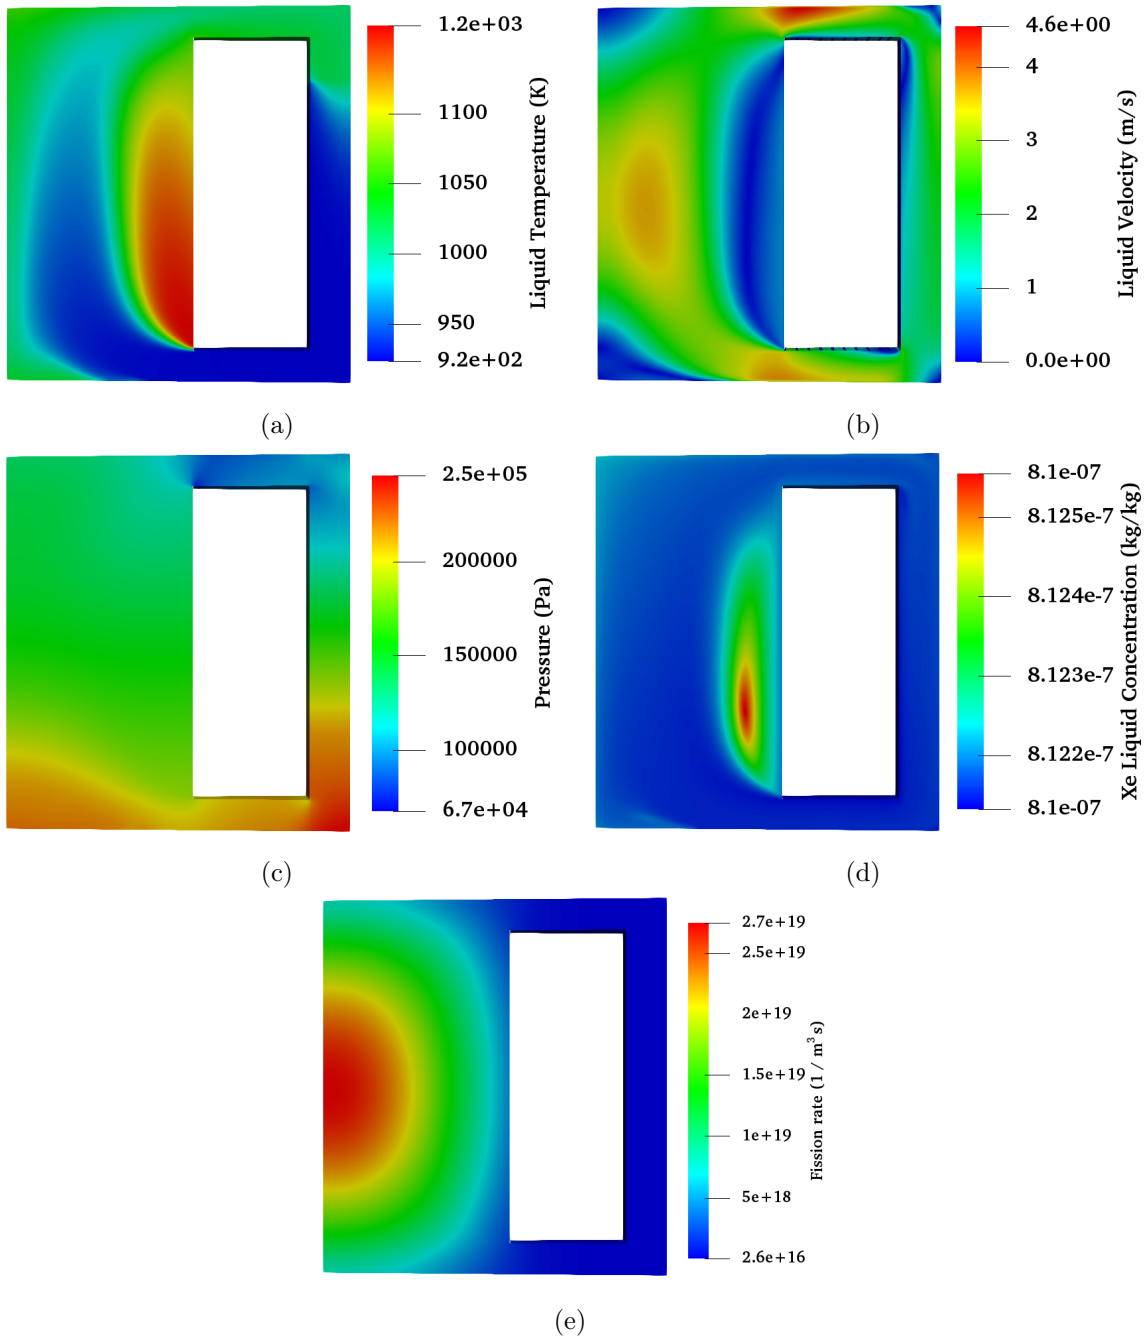 1.2e+03
1100
1050
1000
950
9.2e+02
Liquid Temperature (K)
(a)
4.6e+00
4
3
2
1
0.0e+00
Liquid Velocity (m/s)
(b)
2.5e+05
200000
150000
100000
6.7e+04
Pressure (Pa)
(c)
8.1e-07
8.125e-7
8.124e-7
8.123e-7
8.122e-7
8.1e-07
Xe Liquid Concentration (kg/kg)
(d)
2.7e+19
2.5e+19
2e+19
1.5e+19
1e+19
5e+18
2.6e+16
Fission rate (1 / m³ s)
(e)